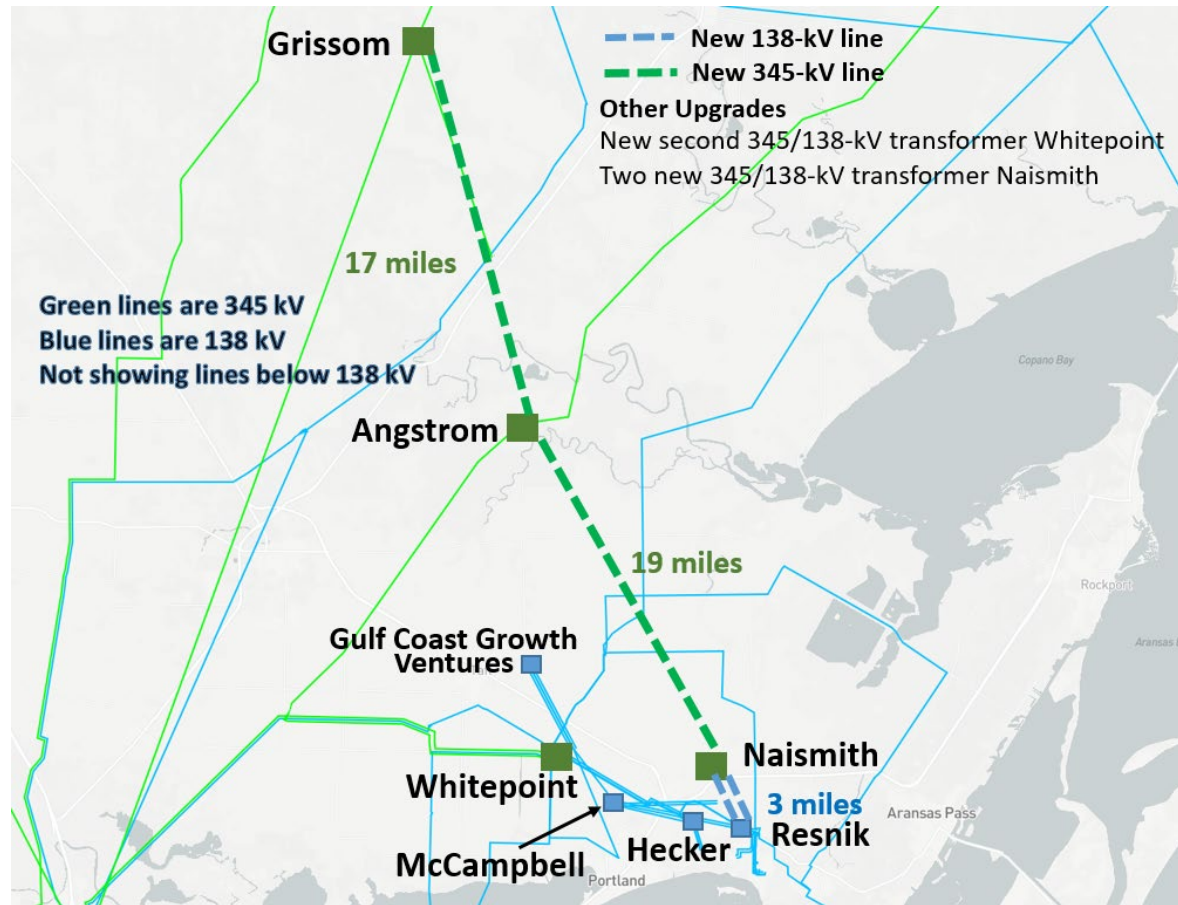 Grissom
New 138-kV line
New 345-kV line
Other Upgrades
New second 345/138-kV transformer Whitepoint
Two new 345/138-kV transformer Naismith
17 miles
Green lines are 345 kV
Blue lines are 138 kV
Not showing lines below 138 kV
Copano Bay
Angstrom
19 miles
Rockport
Aransas
Gulf Coast Growth
Ventures
Naismith
Whitepoint
3 miles
Aransas Pass
Resnik
Hecker
McCampbell
Portland